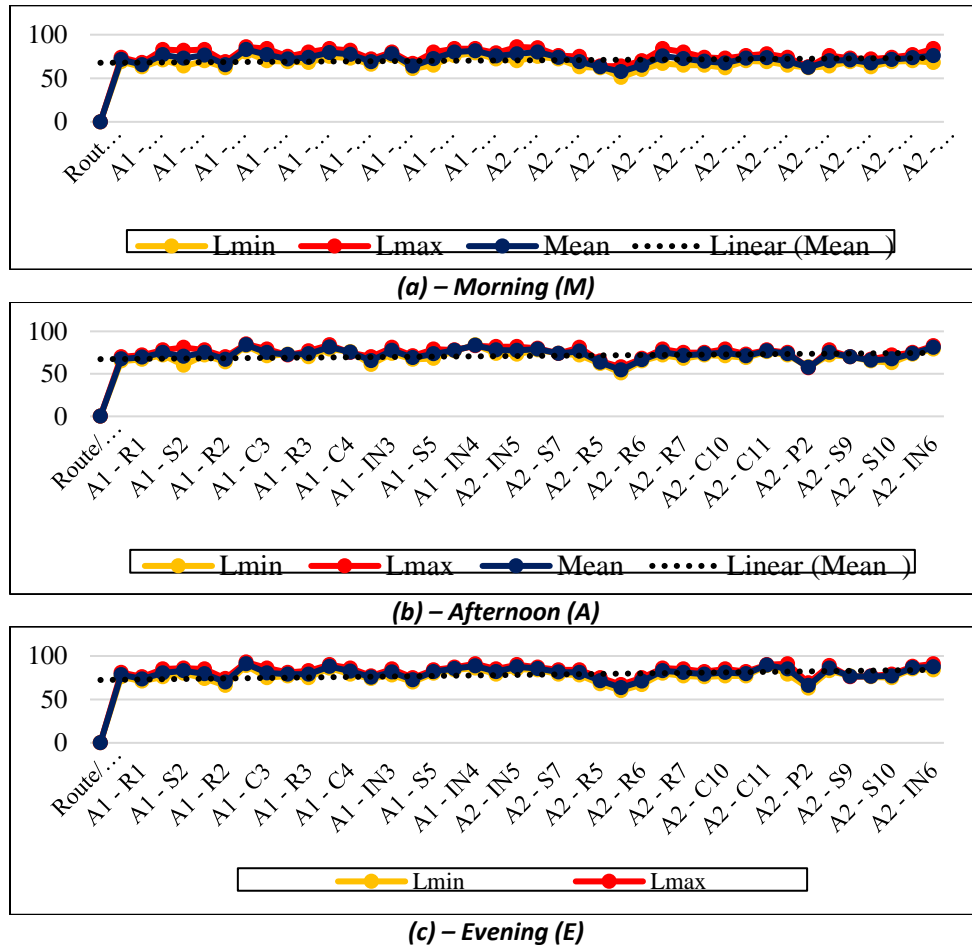 100
50
0
Rout…
A1 -…
A1 -…
A1 -…
A1 -…
A1 -…
A1 -…
A1 -…
A1 -…
A1 -…
A2 -…
A2 -…
A2 -…
A2 -…
A2 -…
A2 -…
A2 -…
A2 -…
A2 -…
A2 -…
A2 -…
Lmin Lmax Mean Linear (Mean )
(a) – Morning (M)
100
50
0
Route/…
A1 - R1
A1 - S2
A1 - R2
A1 - C3
A1 - R3
A1 - C4
A1 - IN3
A1 - S5
A1 - IN4
A2 - IN5
A2 - S7
A2 - R5
A2 - R6
A2 - R7
A2 - C10
A2 - C11
A2 - P2
A2 - S9
A2 - S10
A2 - IN6
Lmin Lmax Mean Linear (Mean )
(b) – Afternoon (A)
100
50
0
Route/…
A1 - R1
A1 - S2
A1 - R2
A1 - C3
A1 - R3
A1 - C4
A1 - IN3
A1 - S5
A1 - IN4
A2 - IN5
A2 - S7
A2 - R5
A2 - R6
A2 - R7
A2 - C10
A2 - C11
A2 - P2
A2 - S9
A2 - S10
A2 - IN6
Lmin Lmax
(c) – Evening (E)